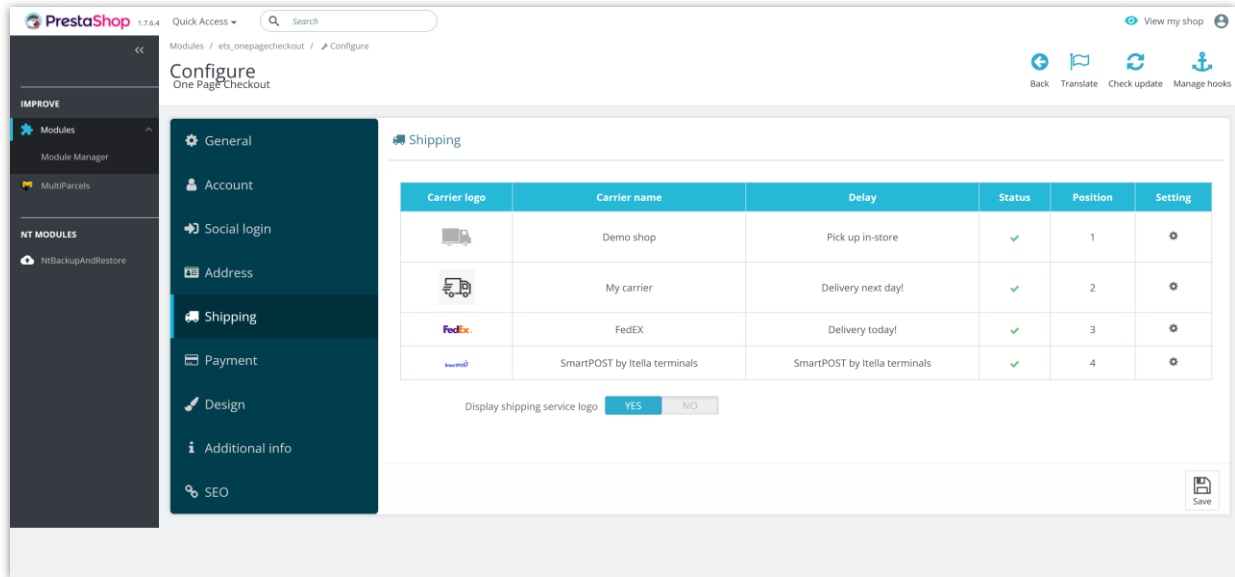 PrestaShop 1.7.6.4 Quick Access Search View my shop
Modules / ets_onepagecheckout / Configure
Configure
One Page Checkout
Back Translate Check update Manage hooks
IMPROVE
Modules
Module Manager
MultiParcels
NT MODULES
NtBackupAndRestore
General
Account
Social login
Address
Shipping
Payment
Design
Additional info
SEO
Shipping
Carrier logo Carrier name Delay Status Position Setting
Demo shop Pick up in-store 1
My carrier Delivery next day! 2
FedEx FedEX Delivery today! 3
SmartPOST SmartPOST by Itella terminals SmartPOST by Itella terminals 4
Display shipping service logo YES NO
Save